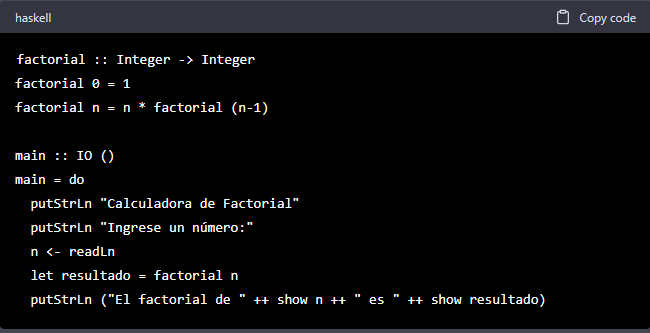 haskell
Copy code
factorial :: Integer -> Integer
factorial 0 = 1
factorial n = n * factorial (n-1)
main :: IO ()
main = do
putStrLn "Calculadora de Factorial"
putStrLn "Ingrese un número:"
n <- readLn
let resultado = factorial n
putStrLn ("El factorial de " ++ show n ++ " es " ++ show resultado)